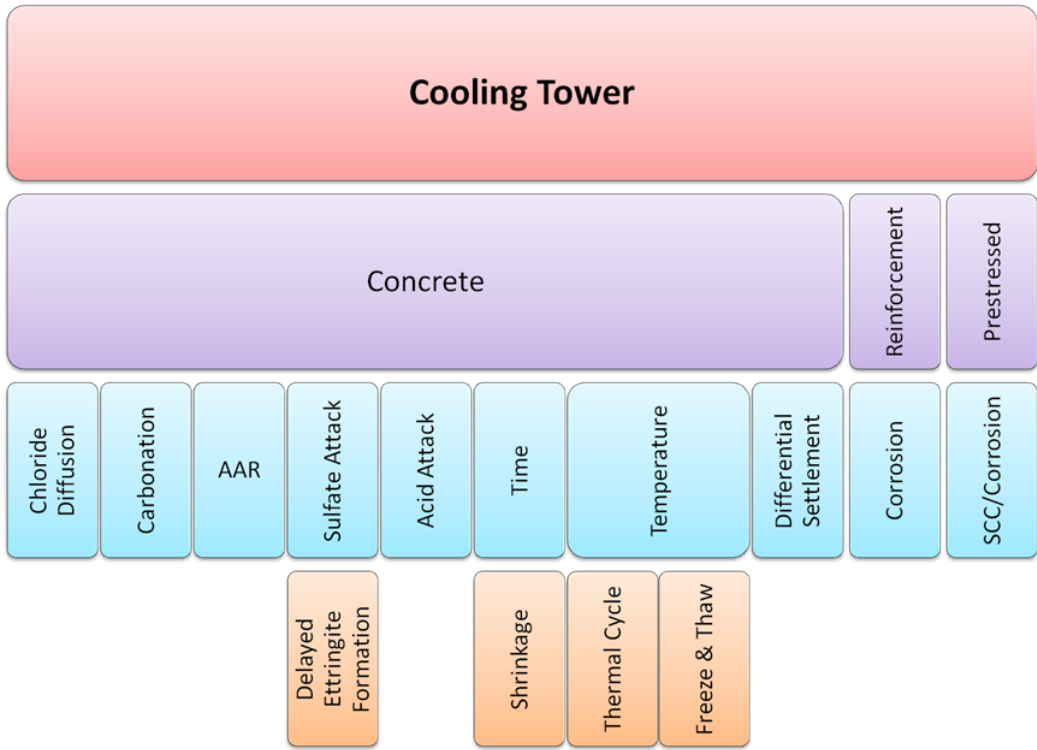 Cooling Tower
Concrete
Reinforcement
Prestressed
Chloride
Diffusion
Carbonation
AAR
Sulfate Attack
Acid Attack
Time
Temperature
Differential
Settlement
Corrosion
SCC/Corrosion
Delayed
Ettringite
Formation
Shrinkage
Thermal Cycle
Freeze & Thaw